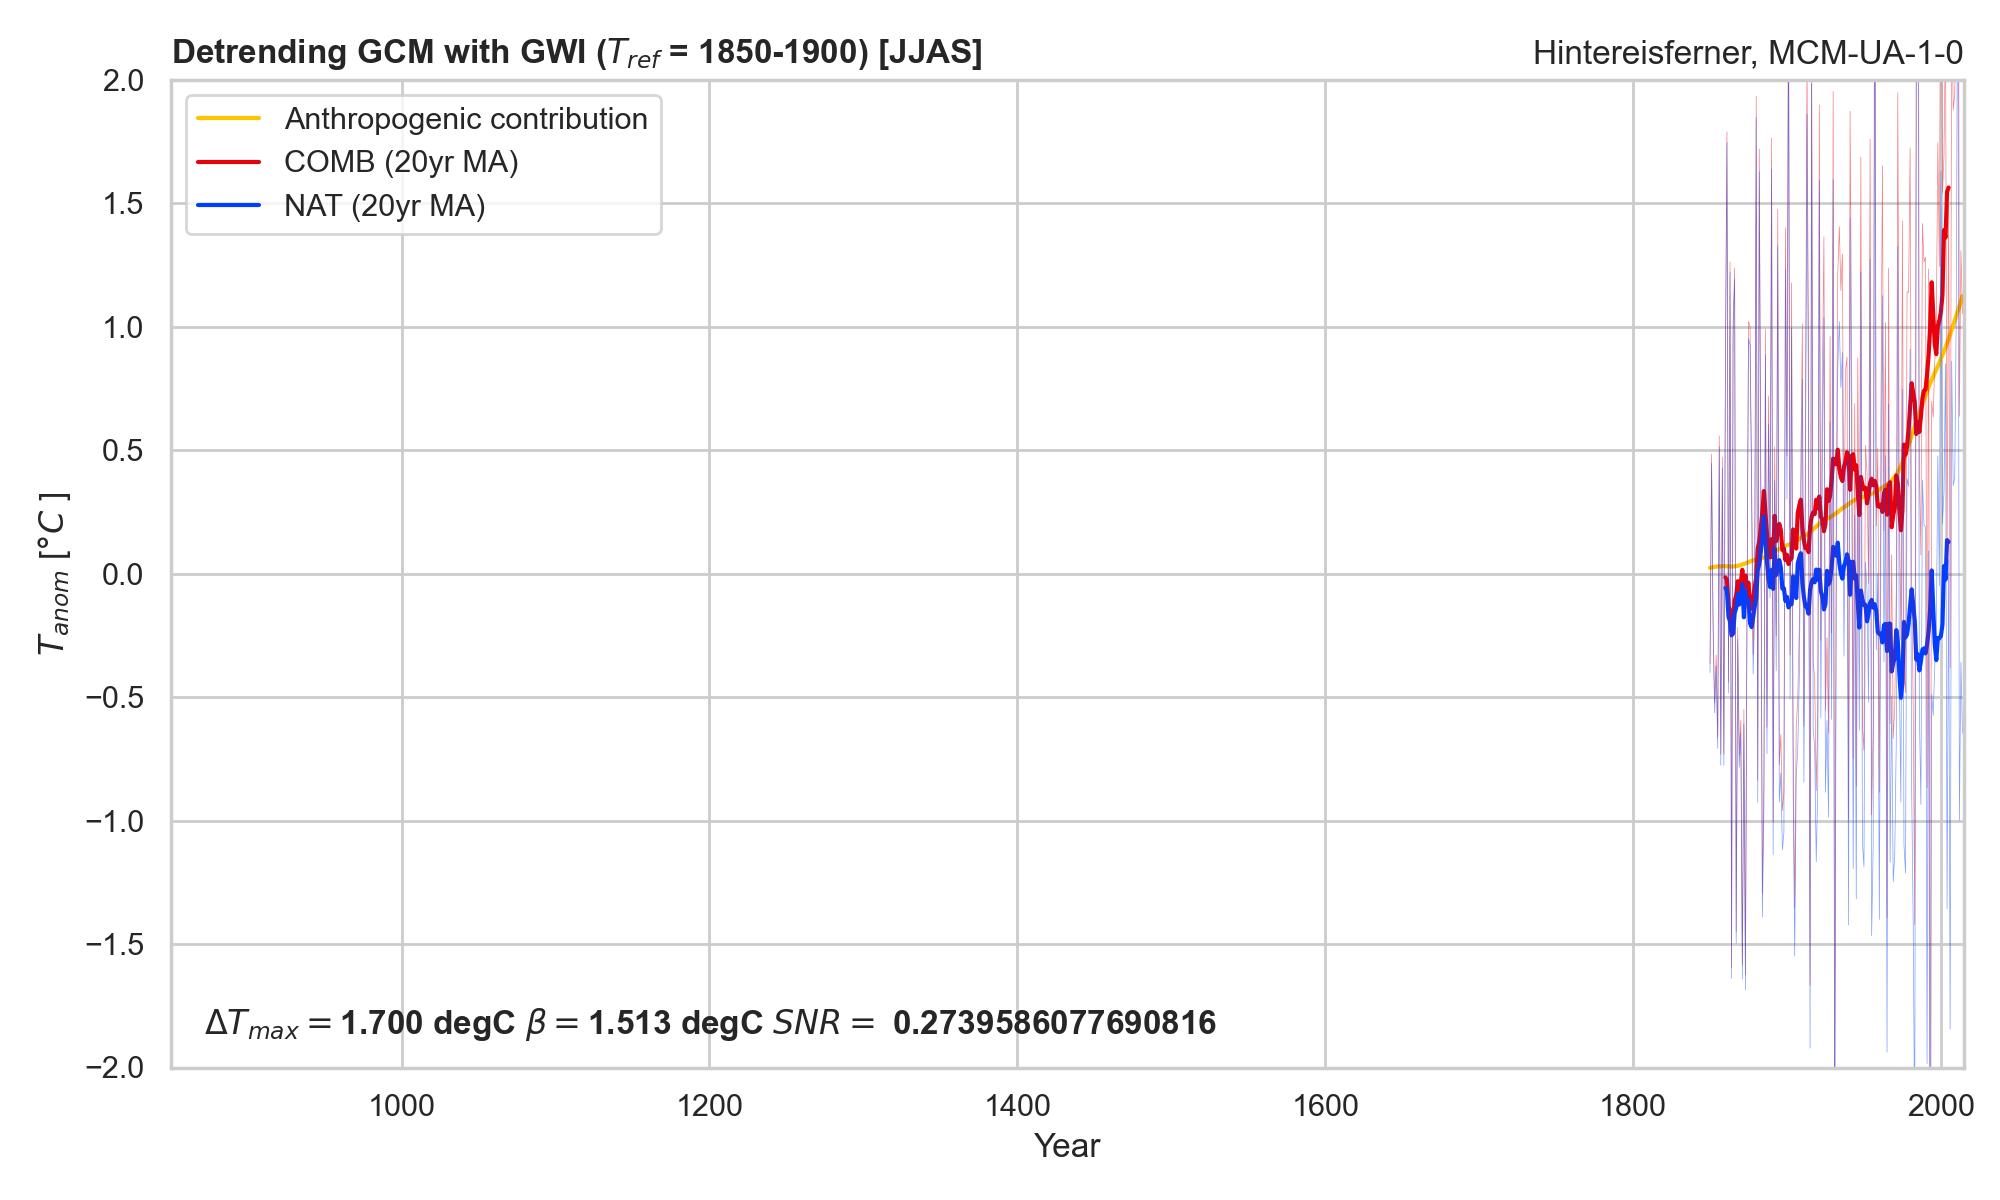 Detrending GCM with GWI (T_ref = 1850-1900) [JJAS]
Hintereisferner, MCM-UA-1-0
2.0
1.5
1.0
0.5
0.0
−0.5
−1.0
−1.5
−2.0
T_anom [°C ]
Anthropogenic contribution
COMB (20yr MA)
NAT (20yr MA)
ΔT_max = 1.700 degC β = 1.513 degC SNR = 0.2739586077690816
1000 1200 1400 1600 1800 2000
Year